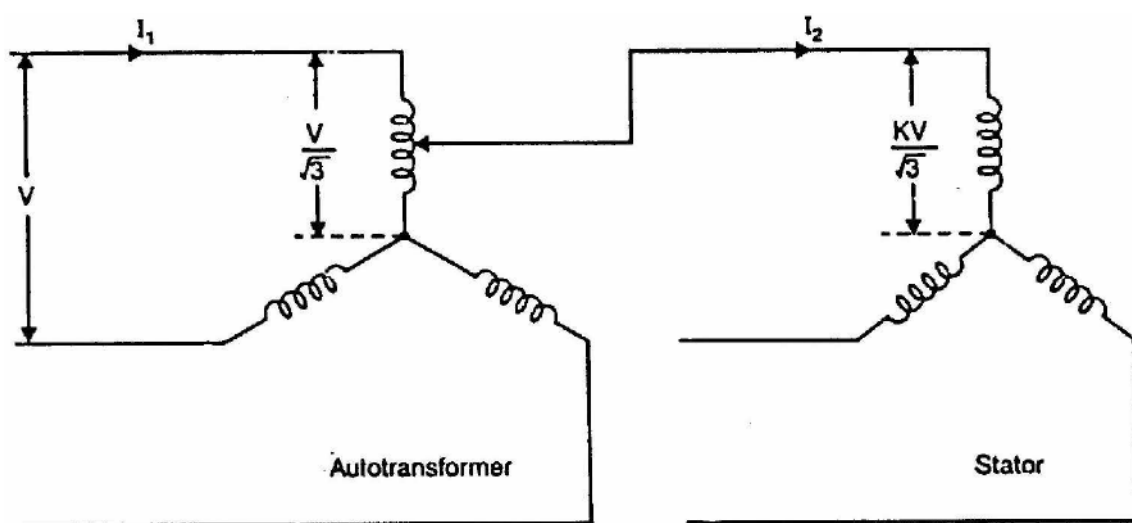 I₁
I₂
V
V/√3
KV/√3
Autotransformer
Stator